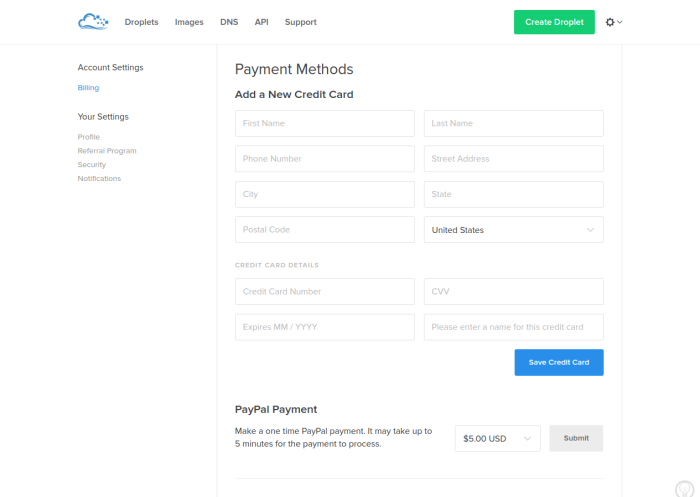 Droplets Images DNS API Support Create Droplet
Account Settings
Billing
Your Settings
Profile
Referral Program
Security
Notifications
Payment Methods
Add a New Credit Card
First Name Last Name
Phone Number Street Address
City State
Postal Code United States
CREDIT CARD DETAILS
Credit Card Number CVV
Expires MM / YYYY Please enter a name for this credit card
Save Credit Card
PayPal Payment
Make a one time PayPal payment. It may take up to
5 minutes for the payment to process.
$5.00 USD Submit